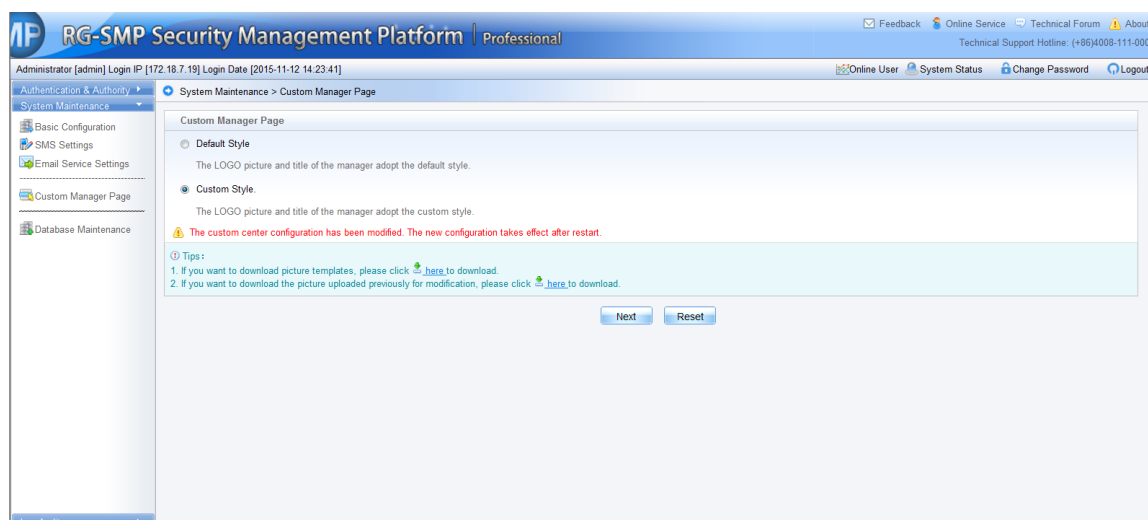 Feedback Online Service Technical Forum About
RG-SMP Security Management Platform | Professional
Technical Support Hotline: (+86)4008-111-000
Administrator [admin] Login IP [172.18.7.19] Login Date [2015-11-12 14:23:41]
Online User System Status Change Password Logout
Authentication & Authority
System Maintenance
Basic Configuration
SMS Settings
Email Service Settings
Custom Manager Page
Database Maintenance
System Maintenance > Custom Manager Page
Custom Manager Page
Default Style
The LOGO picture and title of the manager adopt the default style.
Custom Style.
The LOGO picture and title of the manager adopt the custom style.
The custom center configuration has been modified. The new configuration takes effect after restart.
Tips:
1. If you want to download picture templates, please click here to download.
2. If you want to download the picture uploaded previously for modification, please click here to download.
Next Reset